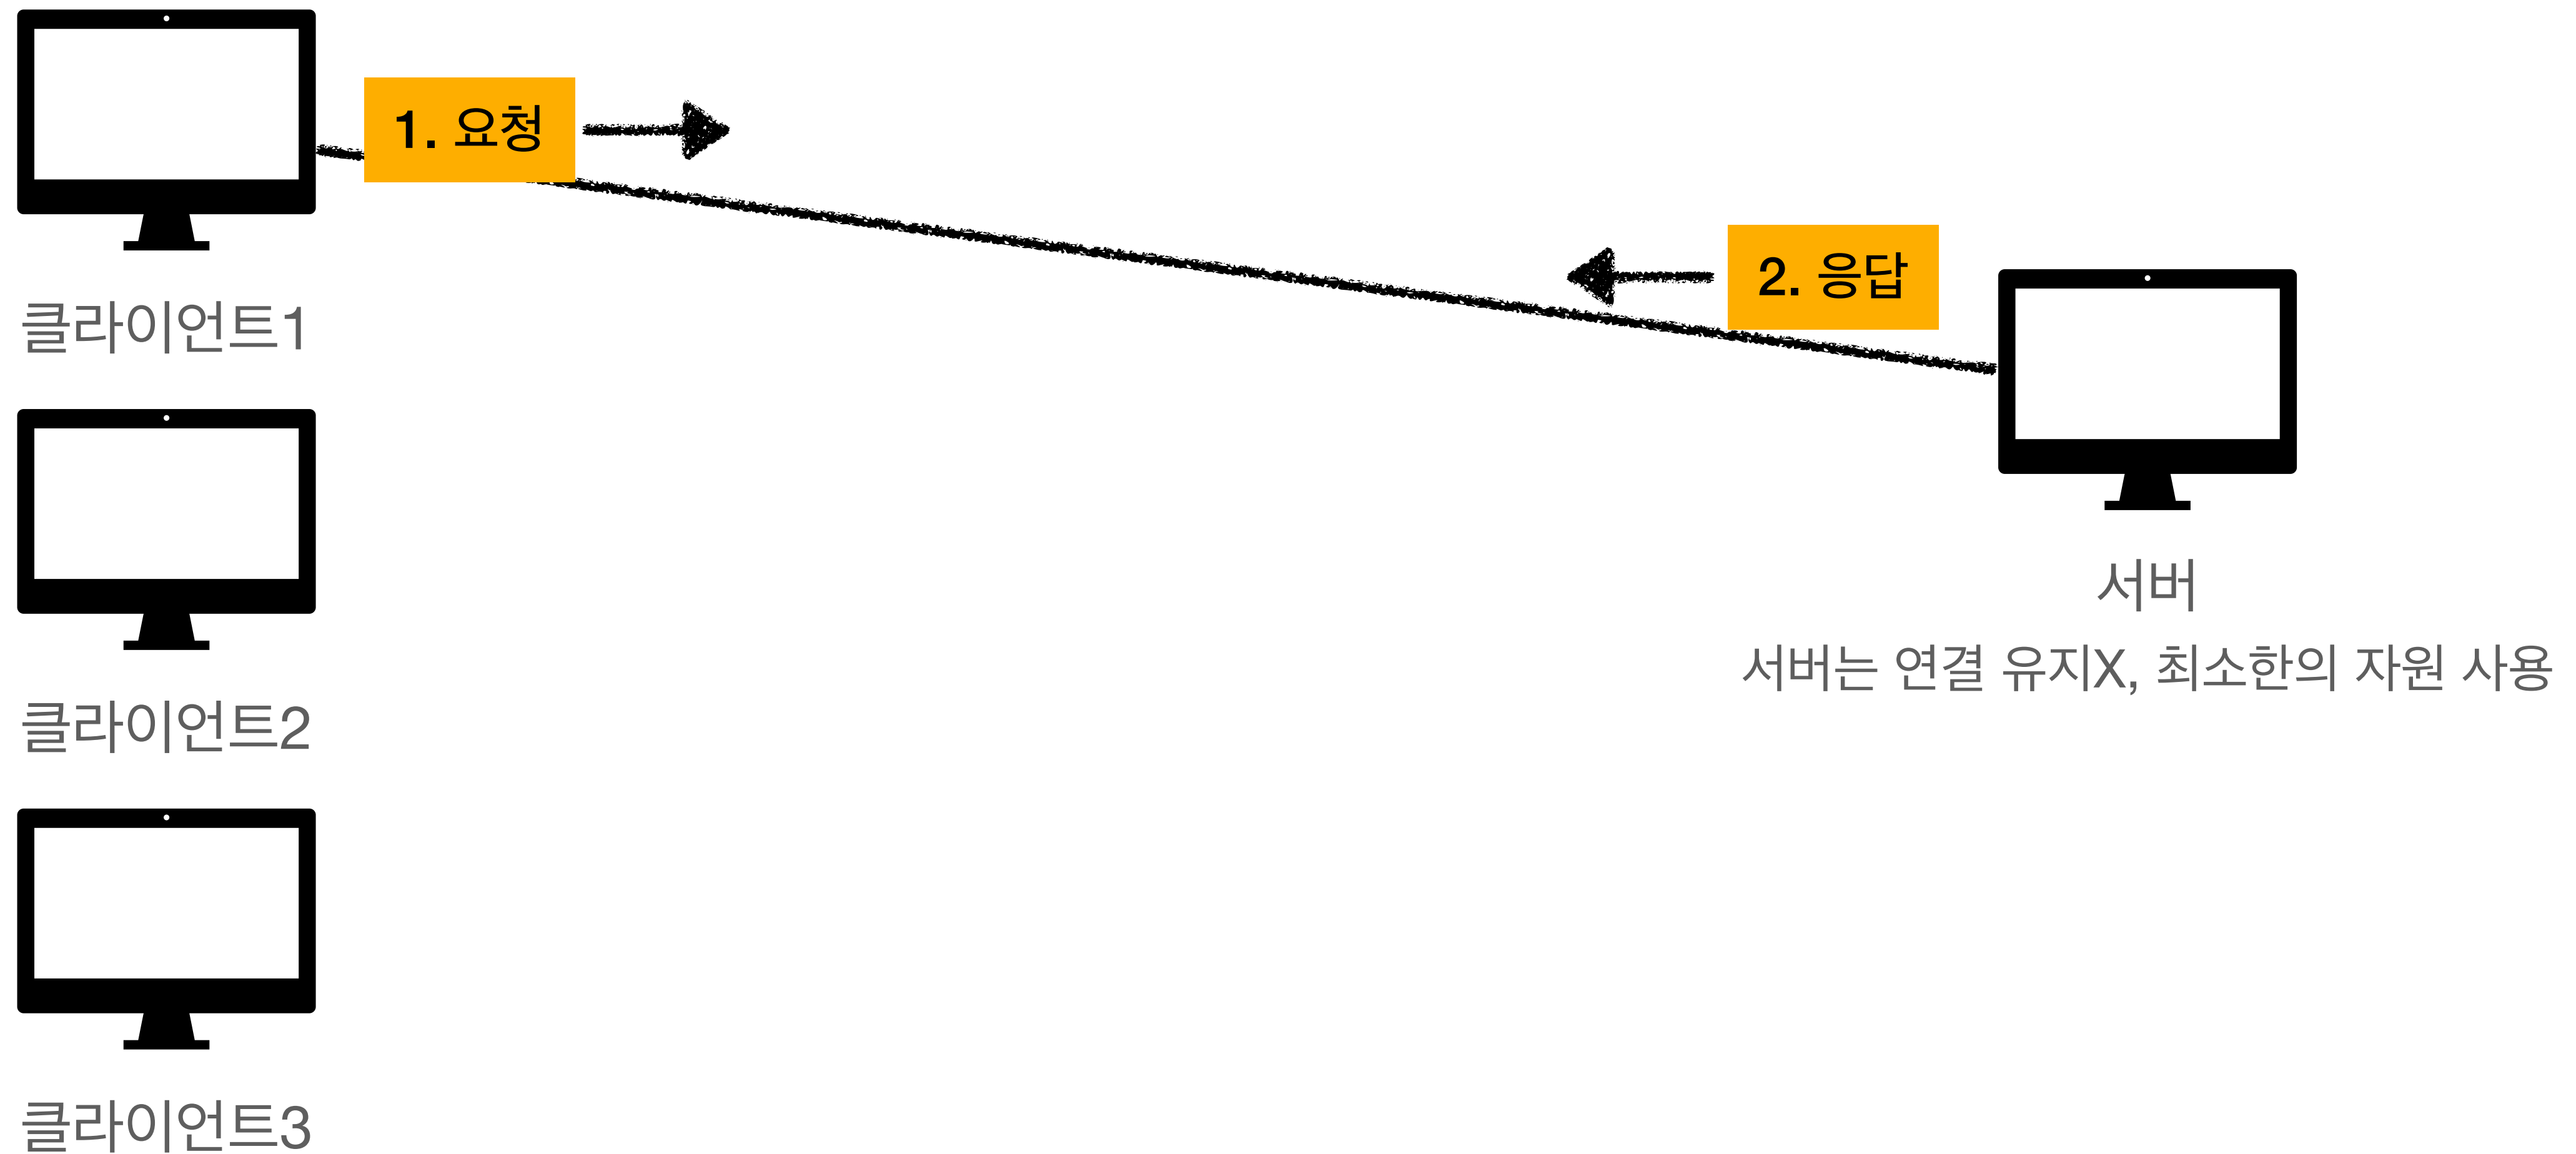 1. 요청
2. 응답
클라이언트1
서버
서버는 연결 유지X, 최소한의 자원 사용
클라이언트2
클라이언트3